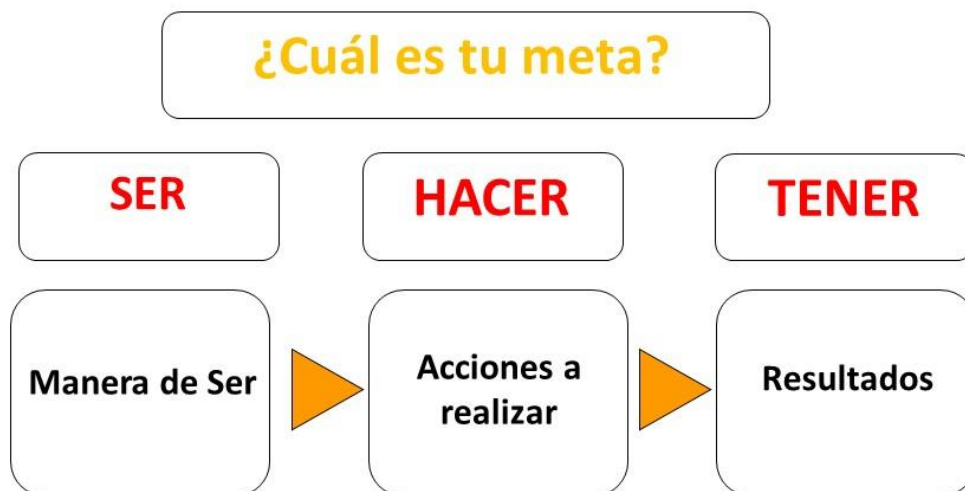 ¿Cuál es tu meta?
SER
HACER
TENER
Manera de Ser
Acciones a
realizar
Resultados